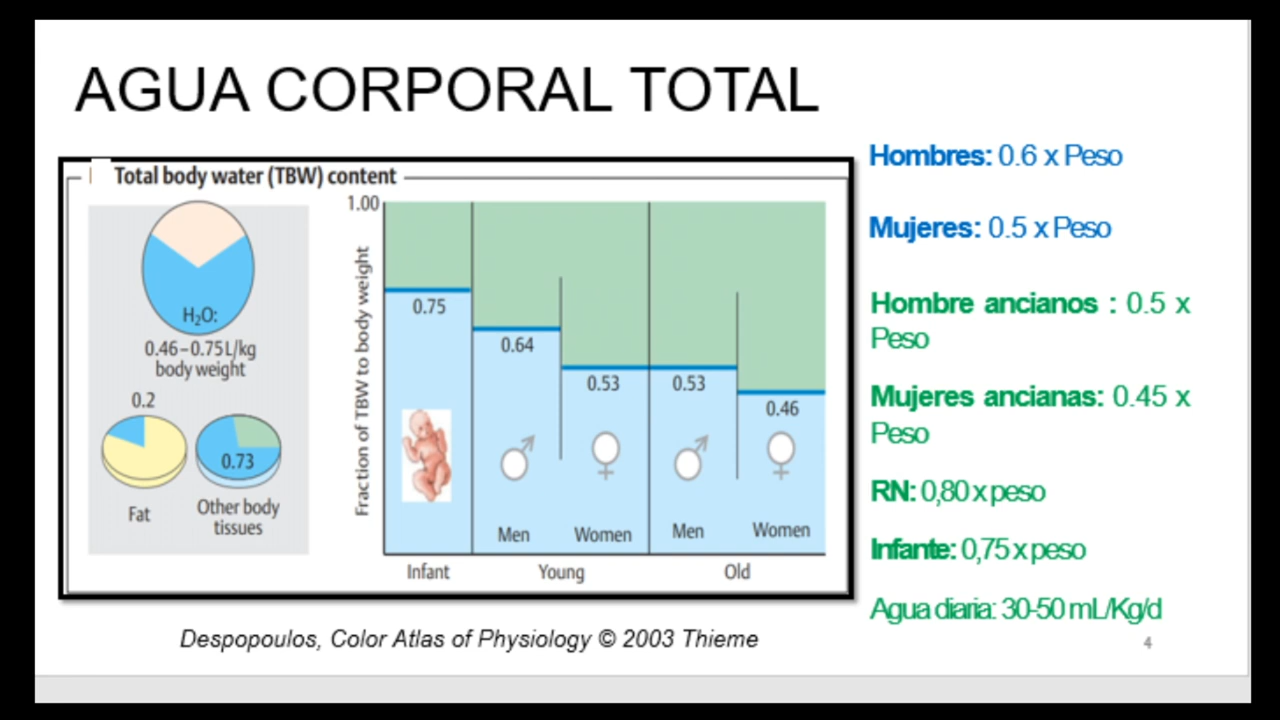 AGUA CORPORAL TOTAL
Total body water (TBW) content
H₂O:
0.46–0.75 L/kg
body weight
0.2
0.73
Fat
Other body
tissues
1.00
Fraction of TBW to body weight
0.75
0.64
0.53
0.53
0.46
Men
Women
Men
Women
Infant
Young
Old
Despopoulos, Color Atlas of Physiology © 2003 Thieme
Hombres: 0.6 x Peso
Mujeres: 0.5 x Peso
Hombre ancianos : 0.5 x
Peso
Mujeres ancianas: 0.45 x
Peso
RN: 0,80 x peso
Infante: 0,75 x peso
Agua diaria: 30-50 mL/Kg/d
4